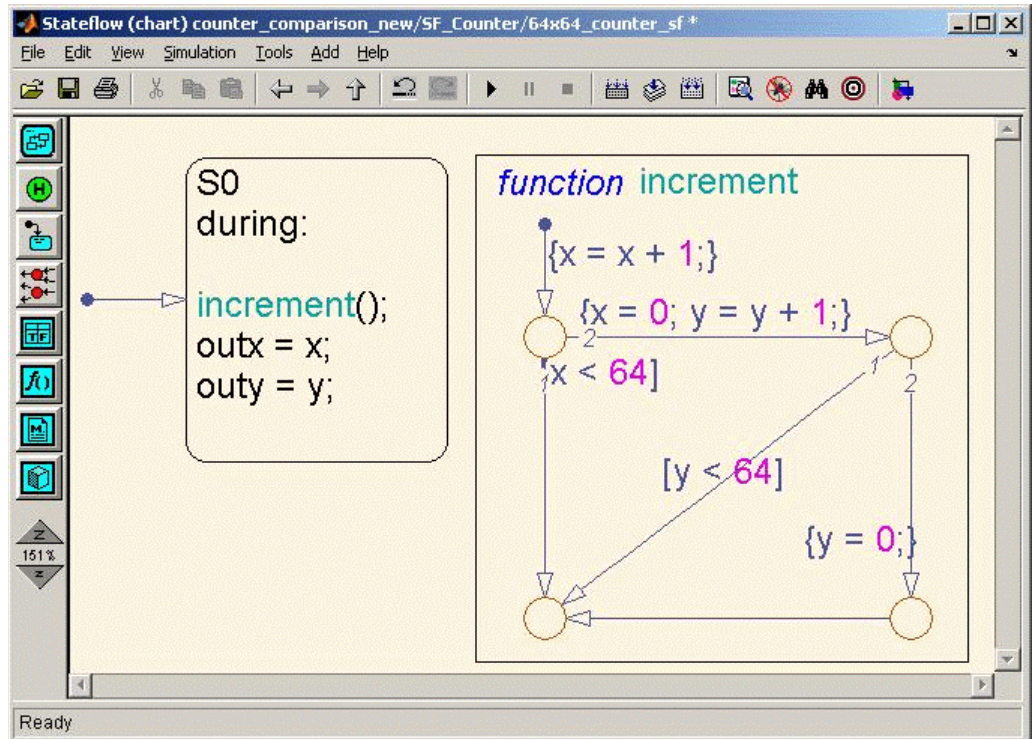 Stateflow (chart) counter_comparison_new/SF_Counter/64x64_counter_sf *
File Edit View Simulation Tools Add Help
S0
during:
increment();
outx = x;
outy = y;
function increment
{x = x + 1;}
{x = 0; y = y + 1;}
2
1
[x < 64]
1
2
[y < 64]
{y = 0;}
H
TF
f()
M
Z
151%
z
Ready